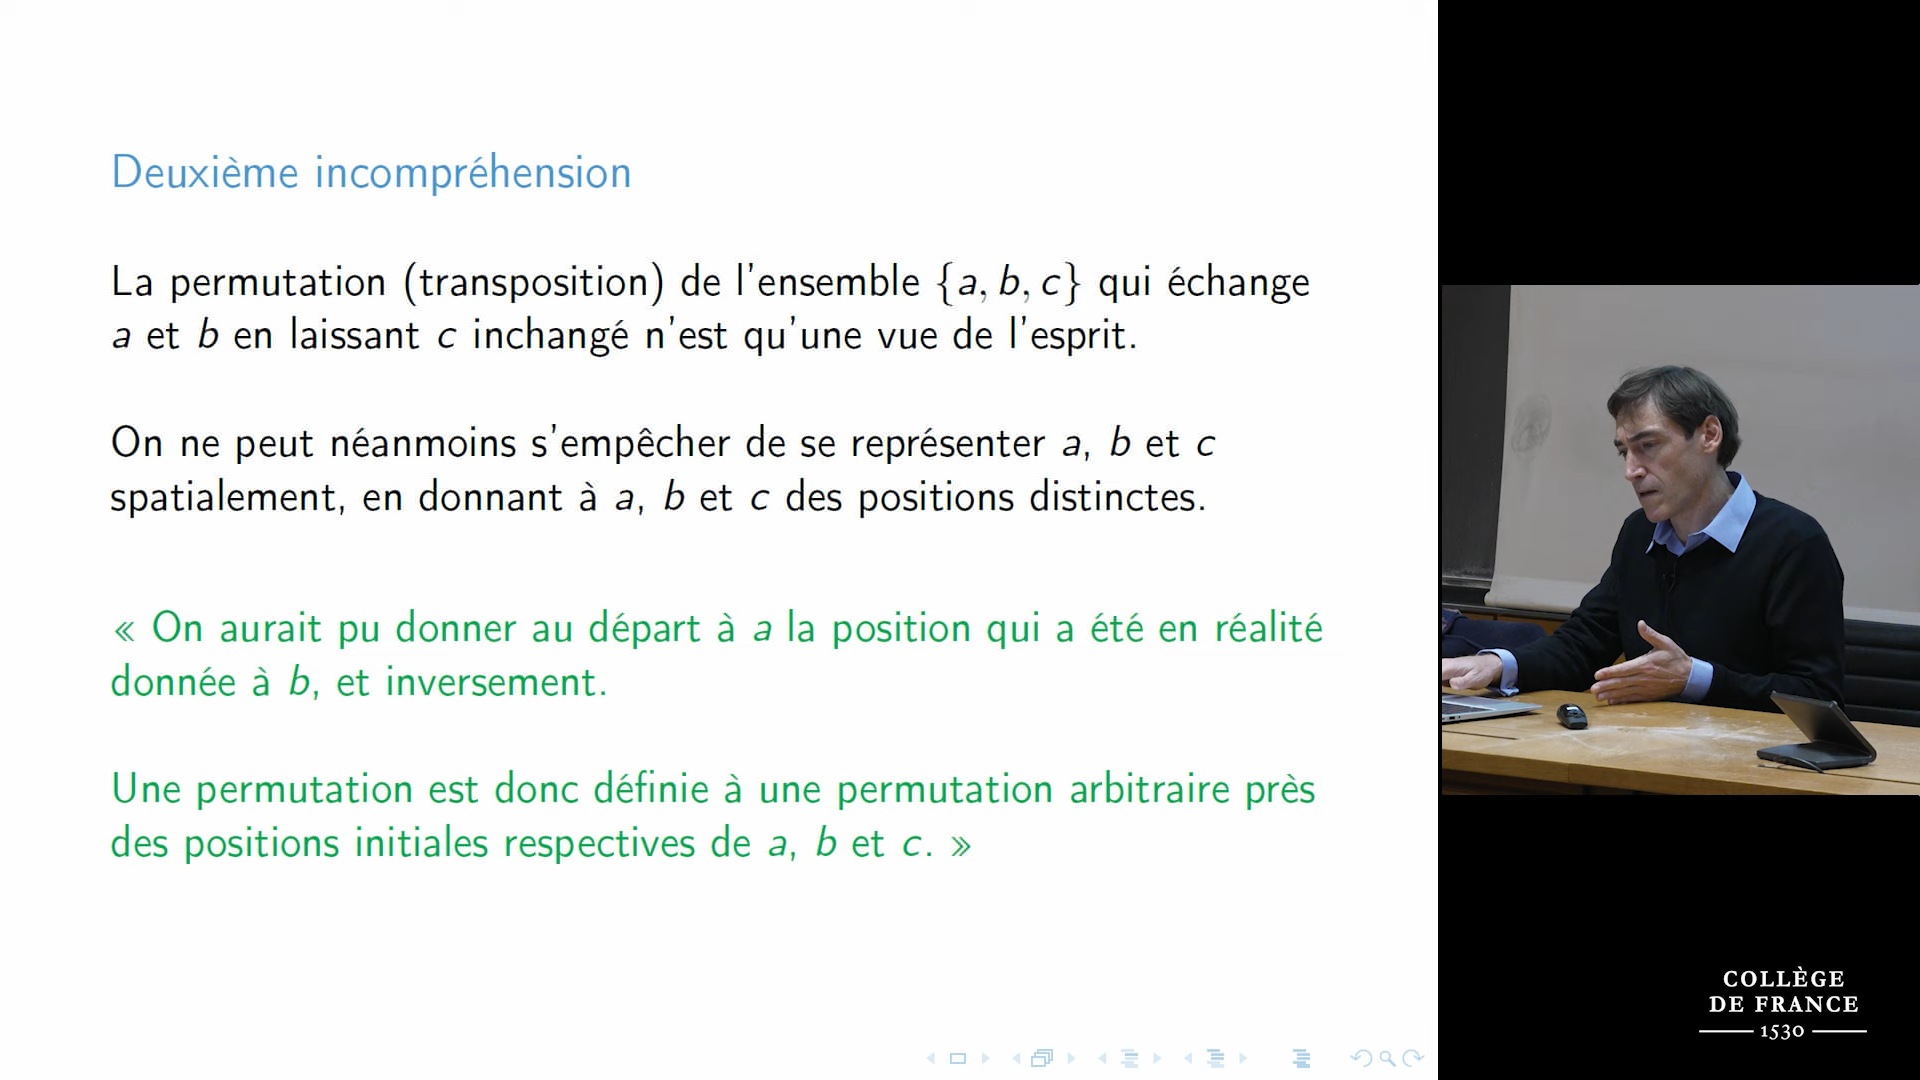 Deuxième incompréhension
La permutation (transposition) de l'ensemble {a, b, c} qui échange
a et b en laissant c inchangé n'est qu'une vue de l'esprit.
On ne peut néanmoins s'empêcher de se représenter a, b et c
spatialement, en donnant à a, b et c des positions distinctes.
« On aurait pu donner au départ à a la position qui a été en réalité
donnée à b, et inversement.
Une permutation est donc définie à une permutation arbitraire près
des positions initiales respectives de a, b et c. »
COLLÈGE
DE FRANCE
1530